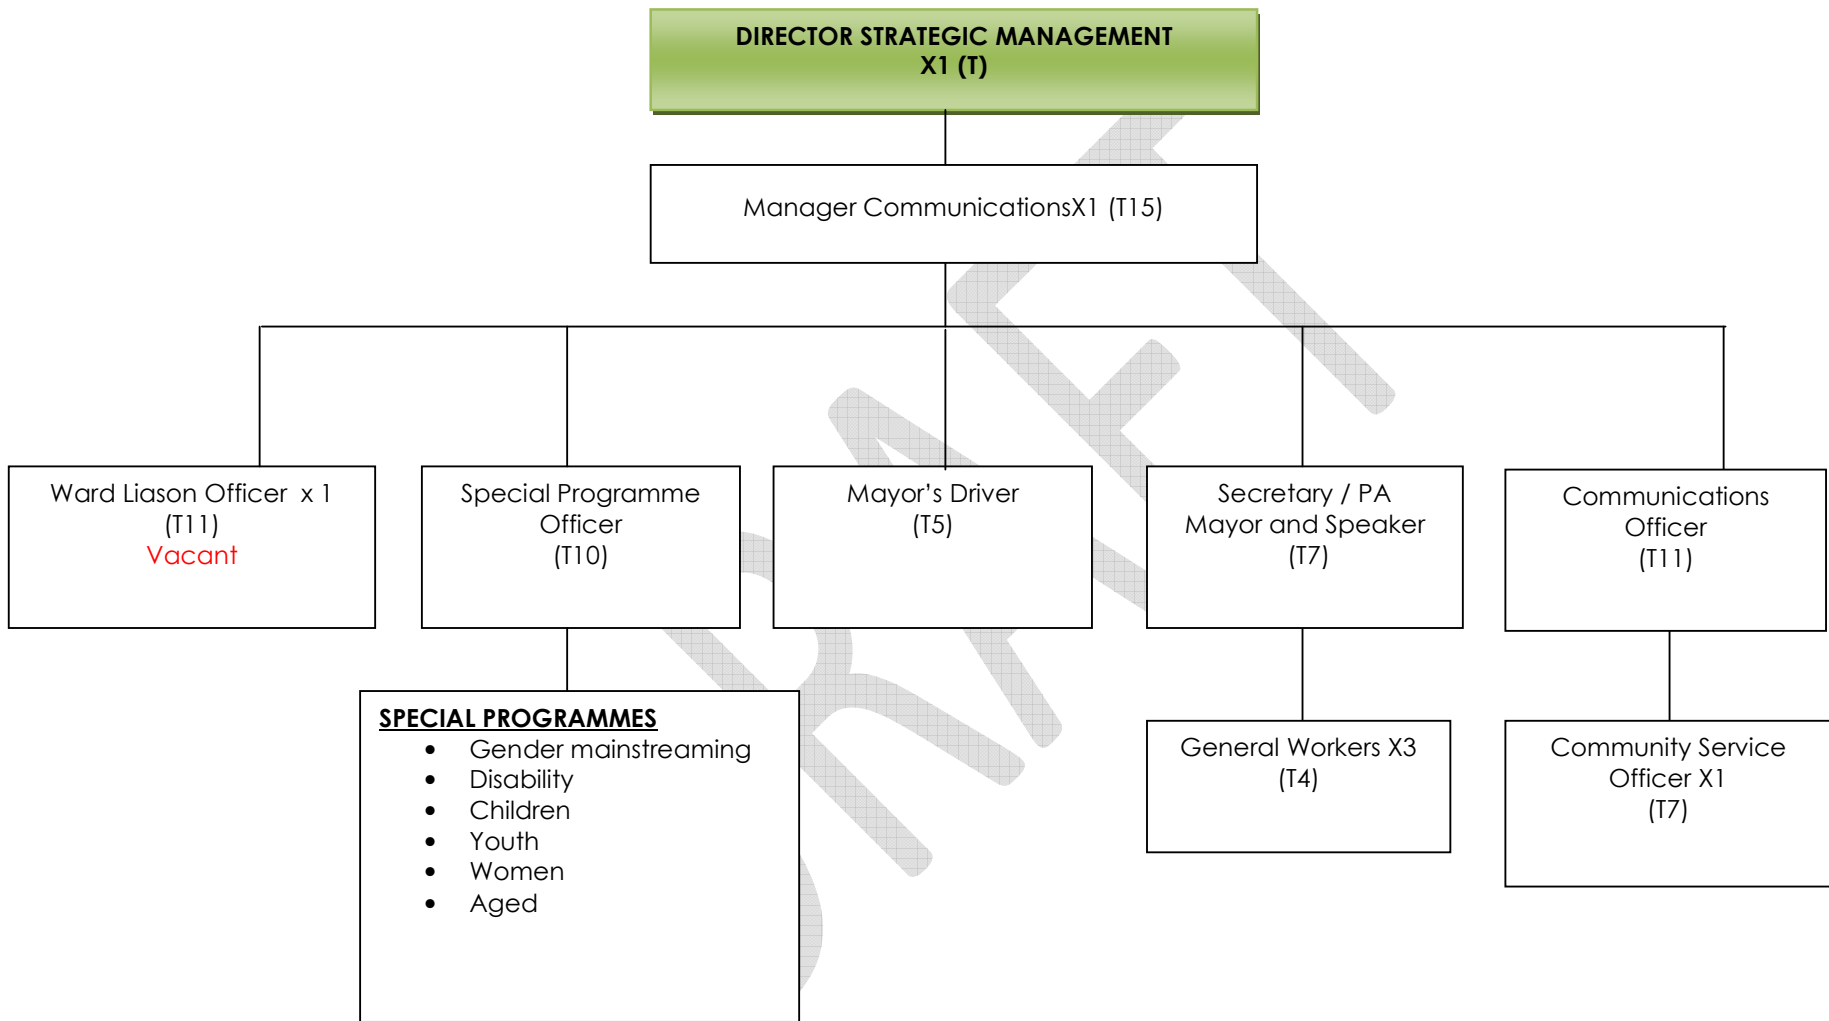 DIRECTOR STRATEGIC MANAGEMENT
X1 (T)
Manager CommunicationsX1 (T15)
Ward Liason Officer  x 1
(T11)
Vacant
Special Programme
Officer
(T10)
Mayor’s Driver
(T5)
Secretary / PA
Mayor and Speaker
(T7)
Communications
Officer
(T11)
SPECIAL PROGRAMMES
• Gender mainstreaming
• Disability
• Children
• Youth
• Women
• Aged
General Workers X3
(T4)
Community Service
Officer X1
(T7)
DRAFT